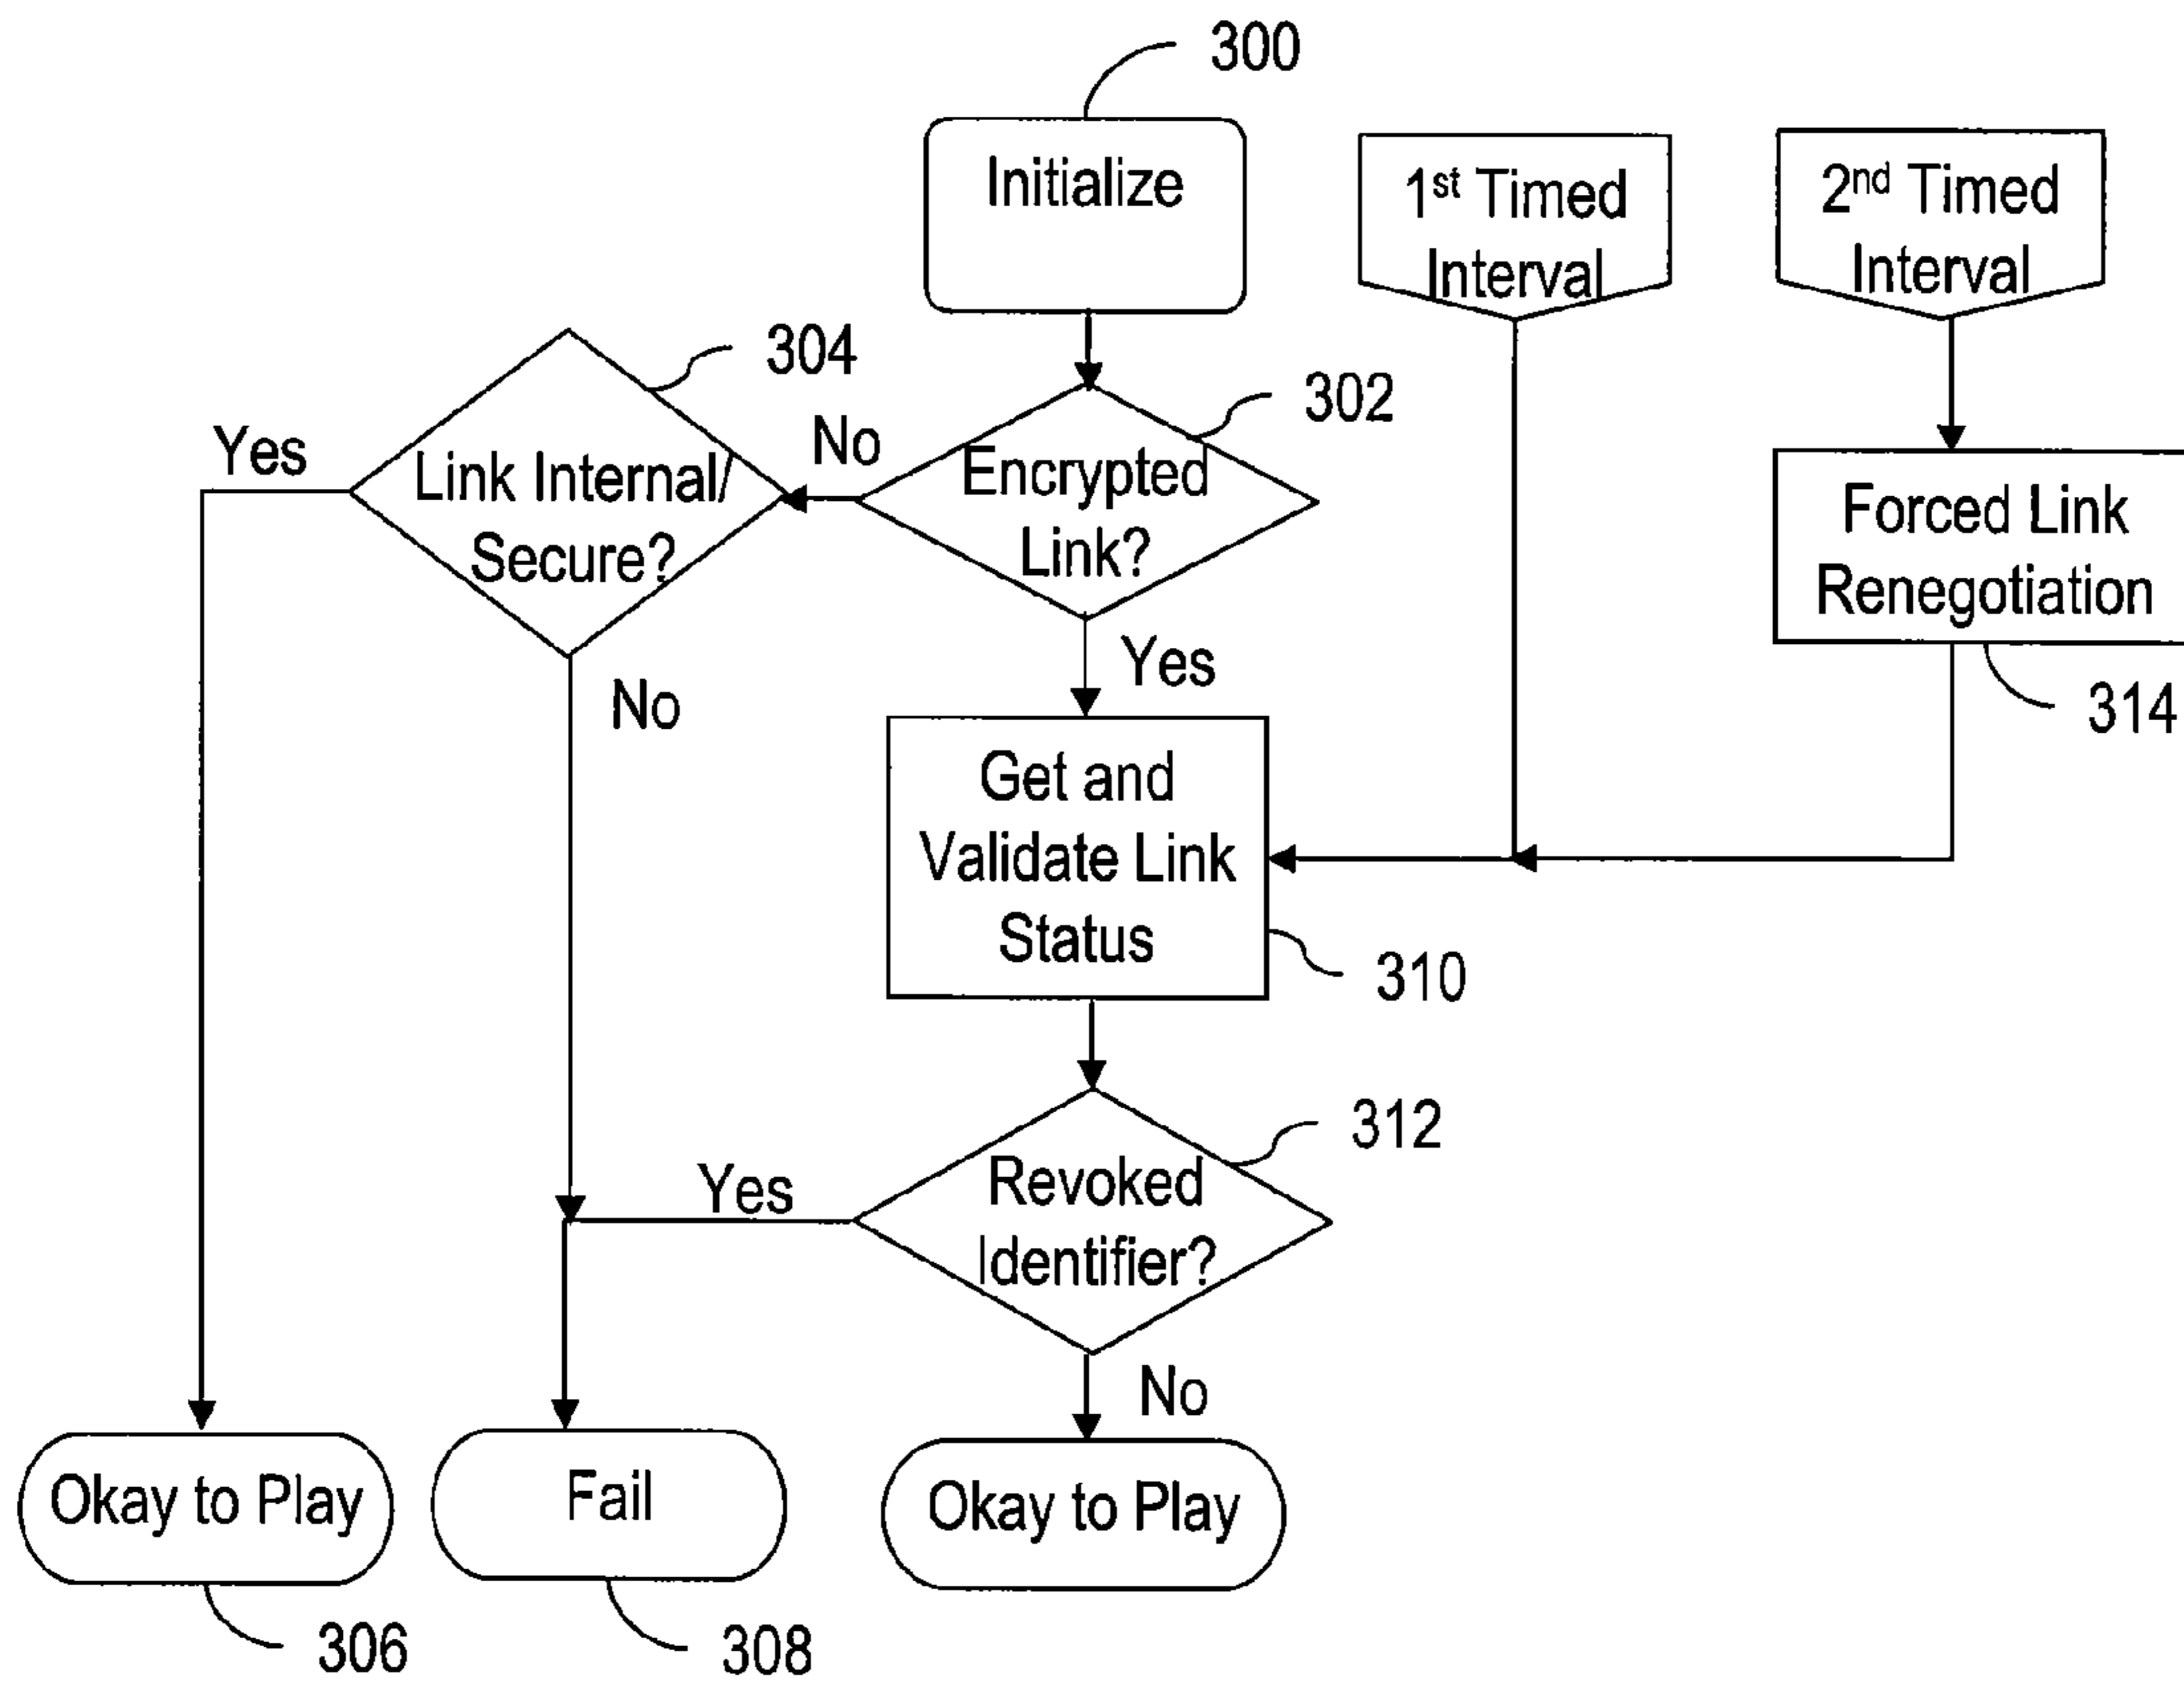 300
Initialize
1st Timed
Interval
2nd Timed
Interval
304
302
Yes
No
Link Internal/
Secure?
Encrypted
Link?
Forced Link
Renegotiation
Yes
No
314
Get and
Validate Link
Status
310
312
Yes
Revoked
Identifier?
No
Okay to Play
Fail
Okay to Play
306
308